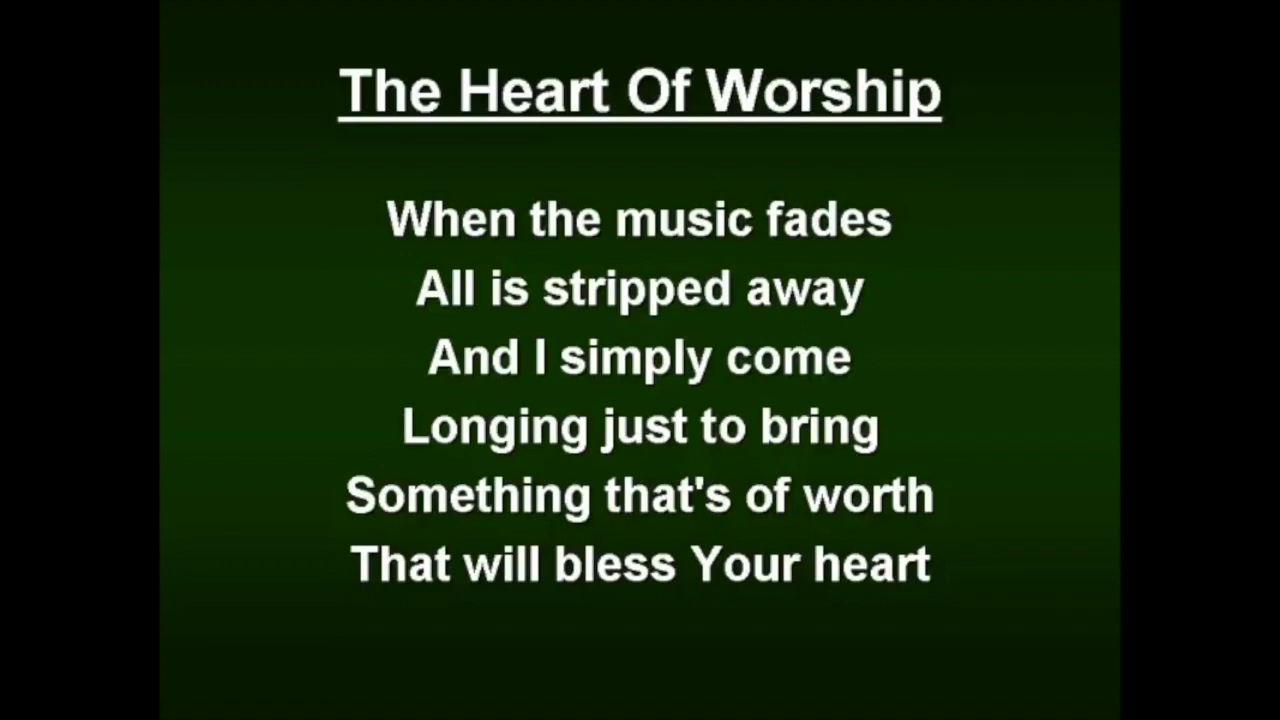 The Heart Of Worship
When the music fades
All is stripped away
And I simply come
Longing just to bring
Something that's of worth
That will bless Your heart